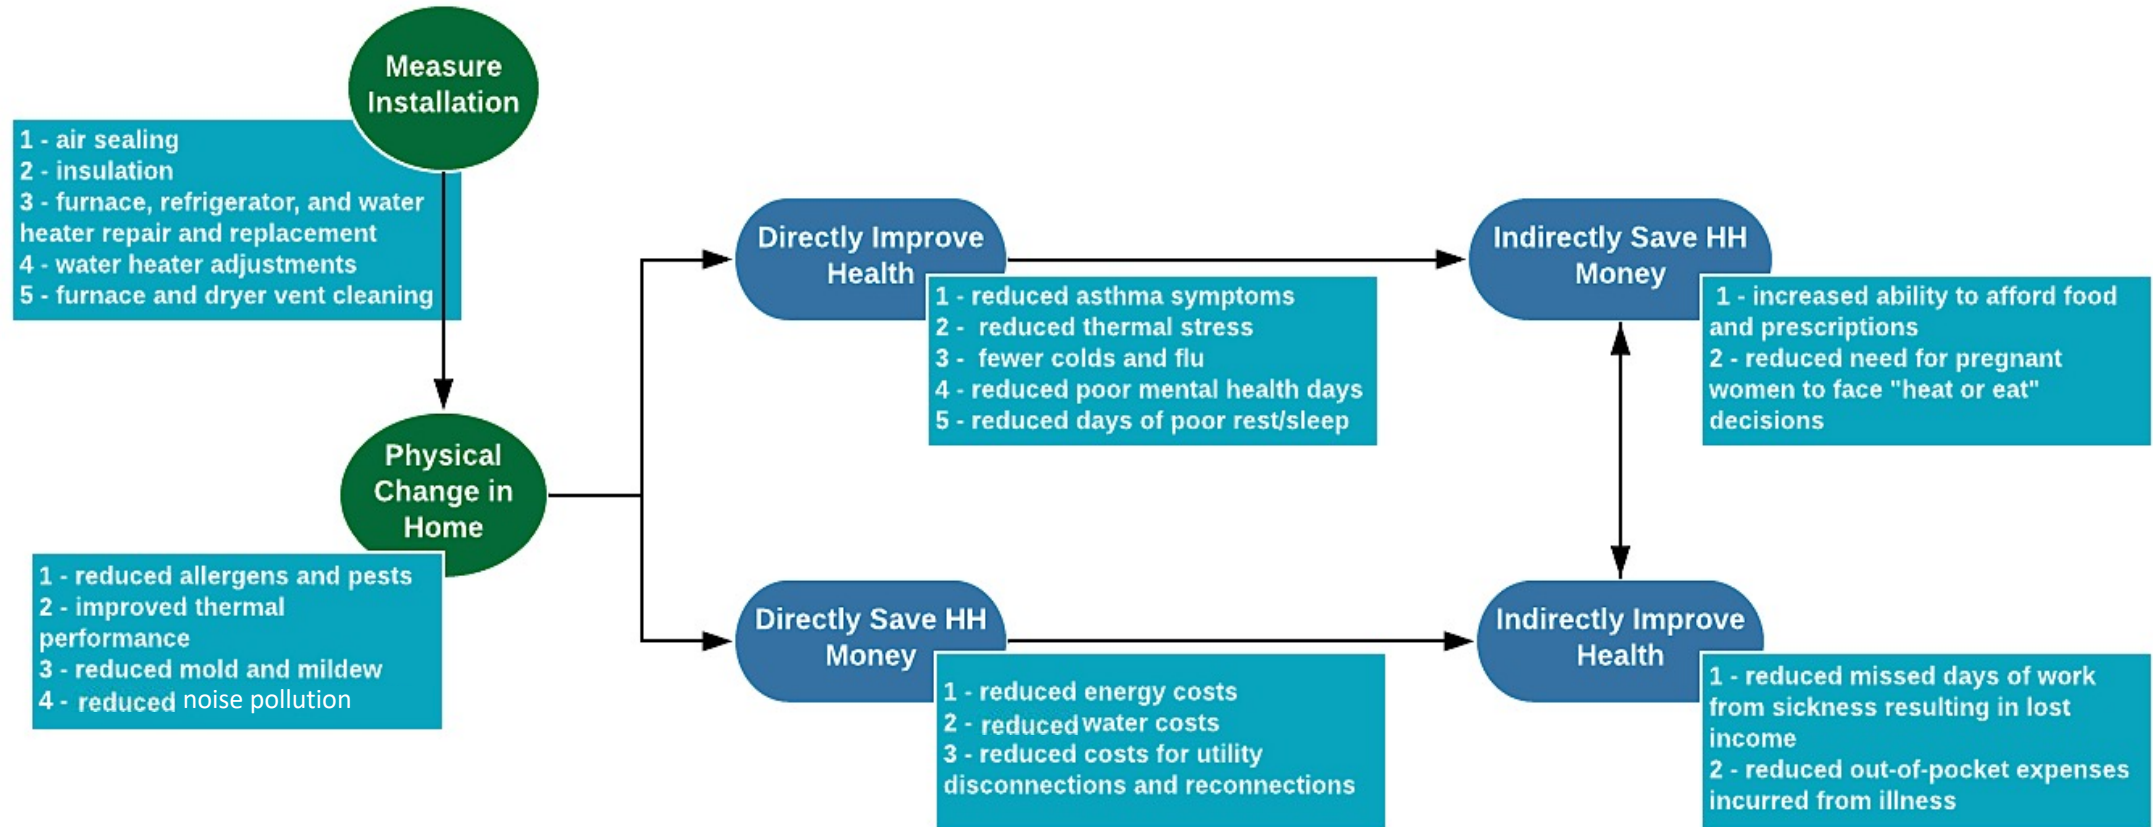 Measure
Installation
1 - air sealing
2 - insulation
3 - furnace, refrigerator, and water
heater repair and replacement
4 - water heater adjustments
5 - furnace and dryer vent cleaning
Physical
Change in
Home
1 - reduced allergens and pests
2 - improved thermal
performance
3 - reduced mold and mildew
4 - reduced noise pollution
Directly Improve
Health
1 - reduced asthma symptoms
2 - reduced thermal stress
3 - fewer colds and flu
4 - reduced poor mental health days
5 - reduced days of poor rest/sleep
Indirectly Save HH
Money
1 - increased ability to afford food
and prescriptions
2 - reduced need for pregnant
women to face "heat or eat"
decisions
Directly Save HH
Money
1 - reduced energy costs
2 - reduced water costs
3 - reduced costs for utility
disconnections and reconnections
Indirectly Improve
Health
1 - reduced missed days of work
from sickness resulting in lost
income
2 - reduced out-of-pocket expenses
incurred from illness